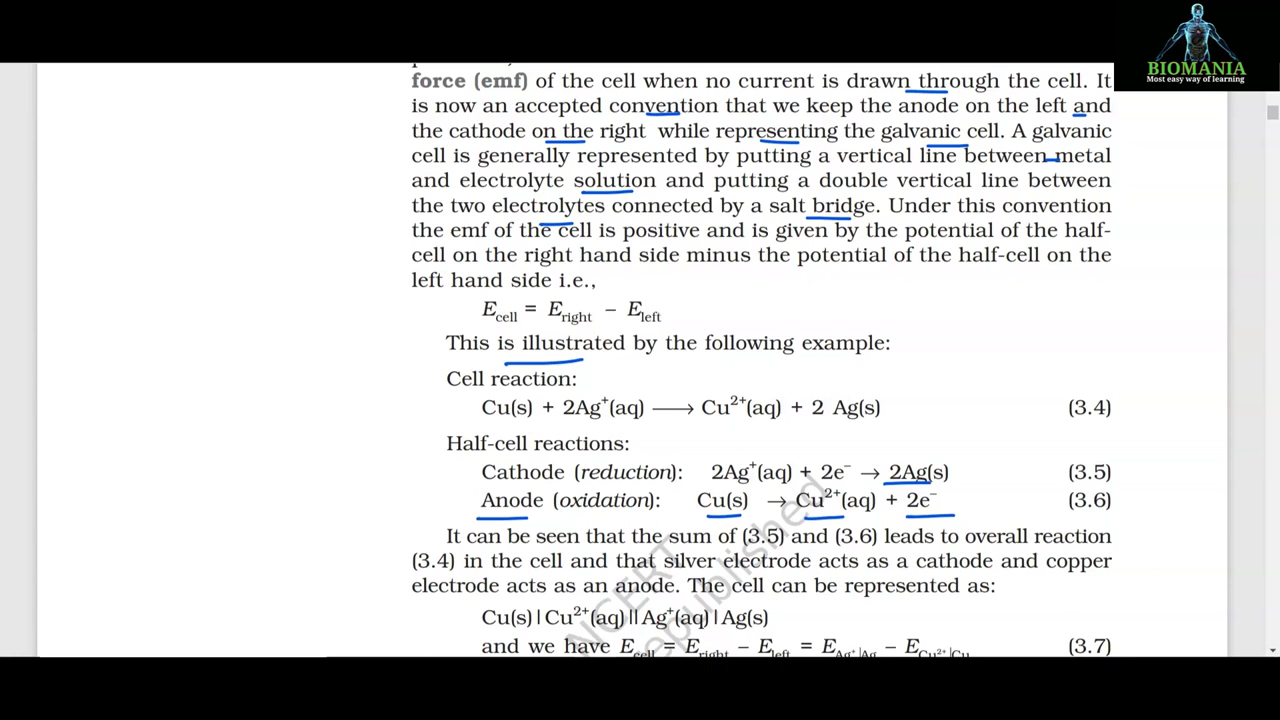 BIOMANIA
Most easy way of learning
force (emf) of the cell when no current is drawn through the cell. It
is now an accepted convention that we keep the anode on the left and
the cathode on the right while representing the galvanic cell. A galvanic
cell is generally represented by putting a vertical line between metal
and electrolyte solution and putting a double vertical line between
the two electrolytes connected by a salt bridge. Under this convention
the emf of the cell is positive and is given by the potential of the half-
cell on the right hand side minus the potential of the half-cell on the
left hand side i.e.,
E cell = E right – E left
This is illustrated by the following example:
Cell reaction:
Cu(s) + 2Ag⁺(aq) ⟶ Cu²⁺(aq) + 2 Ag(s) (3.4)
Half-cell reactions:
Cathode (reduction): 2Ag⁺(aq) + 2e⁻ → 2Ag(s) (3.5)
Anode (oxidation): Cu(s) → Cu²⁺(aq) + 2e⁻ (3.6)
It can be seen that the sum of (3.5) and (3.6) leads to overall reaction
(3.4) in the cell and that silver electrode acts as a cathode and copper
electrode acts as an anode. The cell can be represented as:
Cu(s)|Cu²⁺(aq)||Ag⁺(aq)|Ag(s)
and we have E cell = E right – E left = E Ag⁺|Ag – E Cu²⁺|Cu (3.7)
NCERT
republished